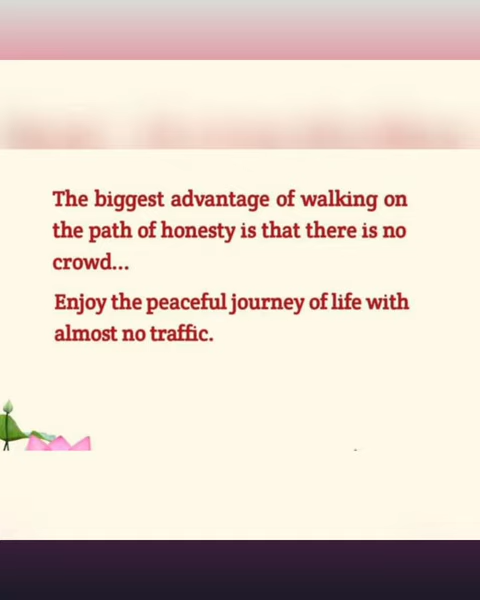 The biggest advantage of walking on
the path of honesty is that there is no
crowd...
Enjoy the peaceful journey of life with
almost no traffic.